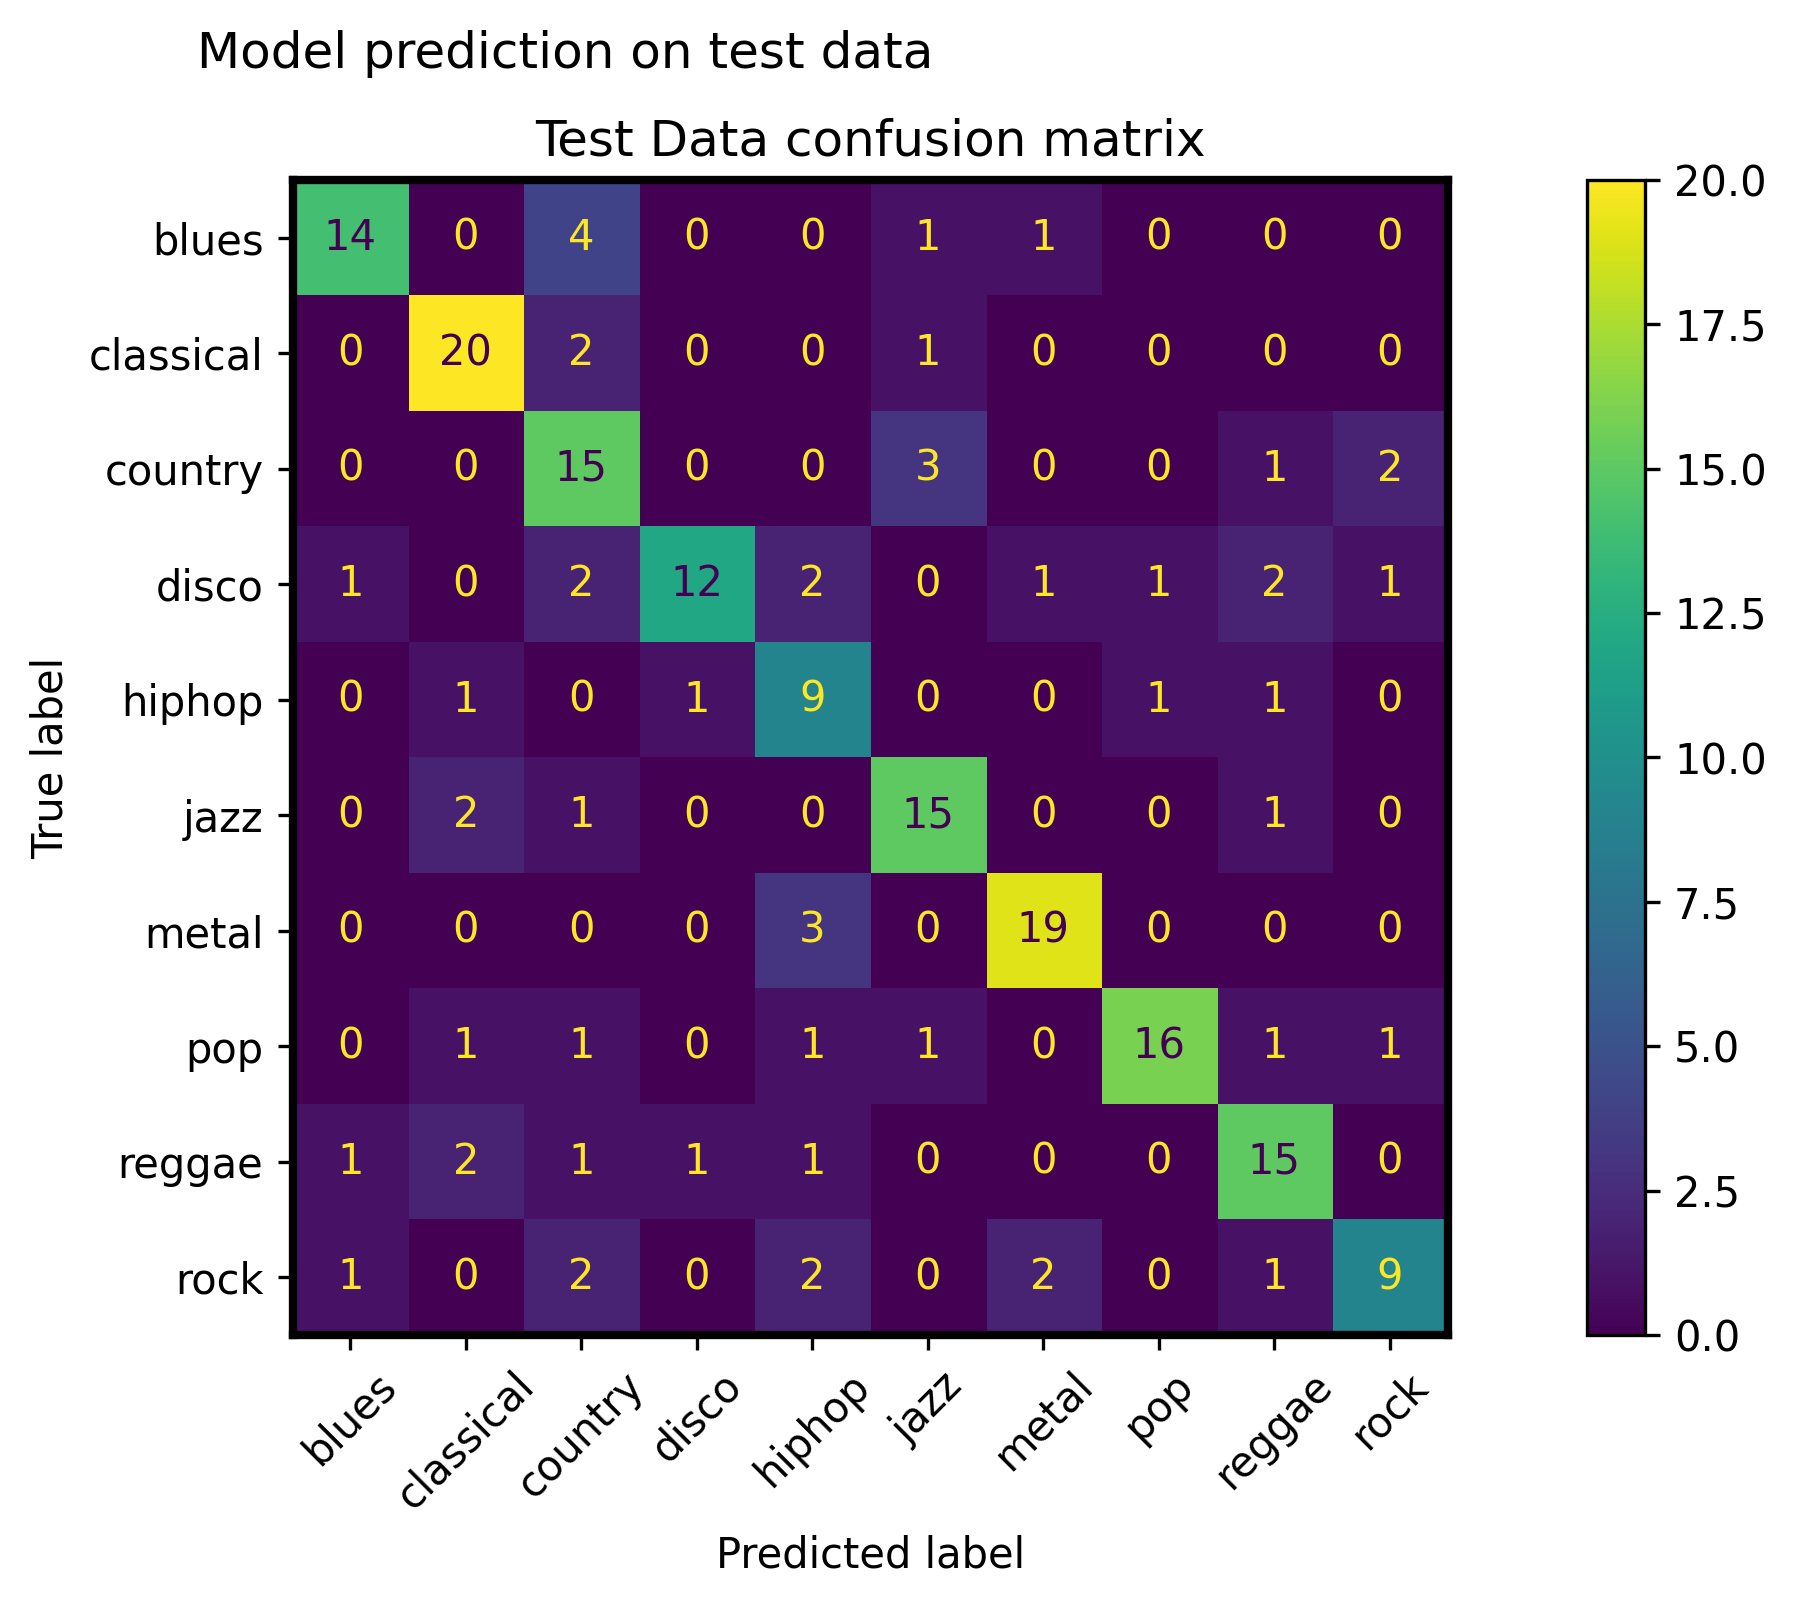 Model prediction on test data
Test Data confusion matrix
blues 14 0 4 0 0 1 1 0 0 0
classical 0 20 2 0 0 1 0 0 0 0
country 0 0 15 0 0 3 0 0 1 2
disco 1 0 2 12 2 0 1 1 2 1
hiphop 0 1 0 1 9 0 0 1 1 0
jazz 0 2 1 0 0 15 0 0 1 0
metal 0 0 0 0 3 0 19 0 0 0
pop 0 1 1 0 1 1 0 16 1 1
reggae 1 2 1 1 1 0 0 0 15 0
rock 1 0 2 0 2 0 2 0 1 9
blues classical country disco hiphop jazz metal pop reggae rock
Predicted label
True label
20.0
17.5
15.0
12.5
10.0
7.5
5.0
2.5
0.0